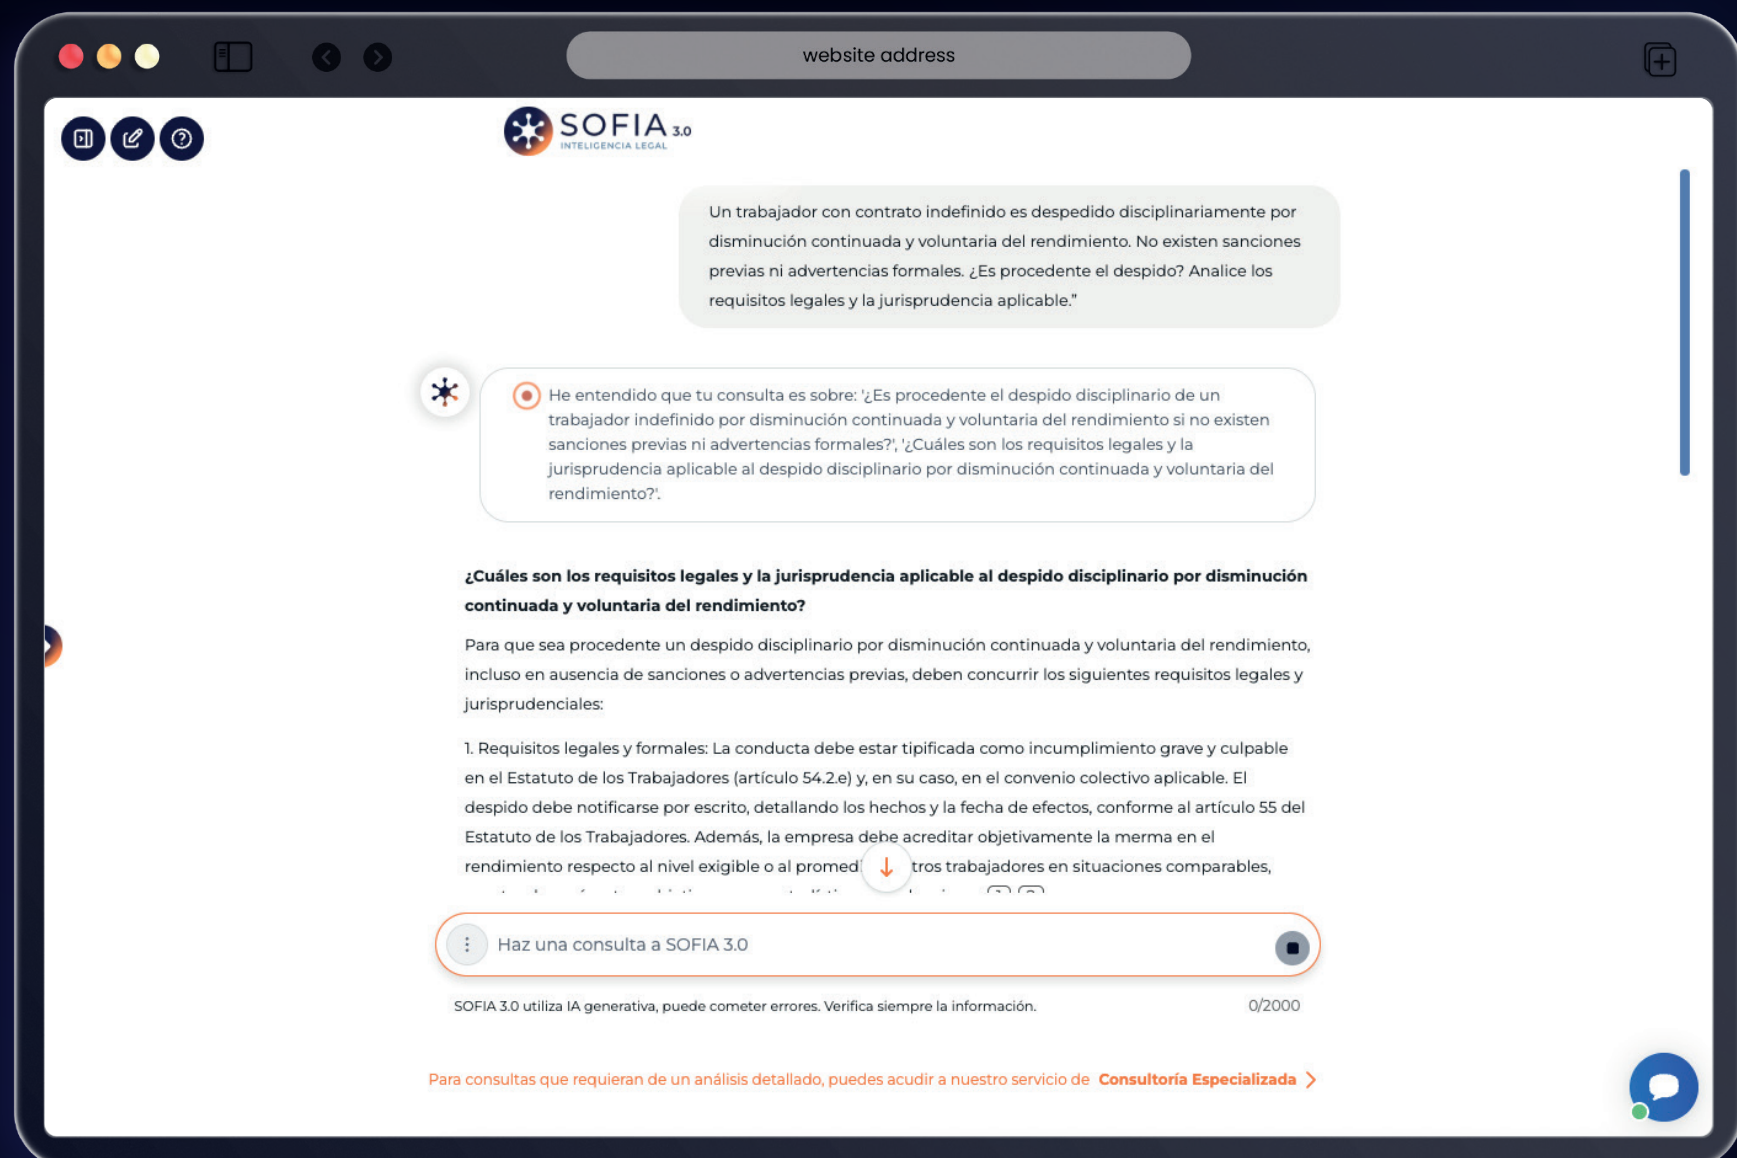 website address
SOFIA 3.0
INTELIGENCIA LEGAL
Un trabajador con contrato indefinido es despedido disciplinariamente por
disminución continuada y voluntaria del rendimiento. No existen sanciones
previas ni advertencias formales. ¿Es procedente el despido? Analice los
requisitos legales y la jurisprudencia aplicable.”
He entendido que tu consulta es sobre: '¿Es procedente el despido disciplinario de un
trabajador indefinido por disminución continuada y voluntaria del rendimiento si no existen
sanciones previas ni advertencias formales?', '¿Cuáles son los requisitos legales y la
jurisprudencia aplicable al despido disciplinario por disminución continuada y voluntaria del
rendimiento?'.
¿Cuáles son los requisitos legales y la jurisprudencia aplicable al despido disciplinario por disminución
continuada y voluntaria del rendimiento?
Para que sea procedente un despido disciplinario por disminución continuada y voluntaria del rendimiento,
incluso en ausencia de sanciones o advertencias previas, deben concurrir los siguientes requisitos legales y
jurisprudenciales:
1. Requisitos legales y formales: La conducta debe estar tipificada como incumplimiento grave y culpable
en el Estatuto de los Trabajadores (artículo 54.2.e) y, en su caso, en el convenio colectivo aplicable. El
despido debe notificarse por escrito, detallando los hechos y la fecha de efectos, conforme al artículo 55 del
Estatuto de los Trabajadores. Además, la empresa debe acreditar objetivamente la merma en el
rendimiento respecto al nivel exigible o al trabajadores en situaciones comparables,
Haz una consulta a SOFIA 3.0
SOFIA 3.0 utiliza IA generativa, puede cometer errores. Verifica siempre la información.
0/2000
Para consultas que requieran de un análisis detallado, puedes acudir a nuestro servicio de Consultoría Especializada